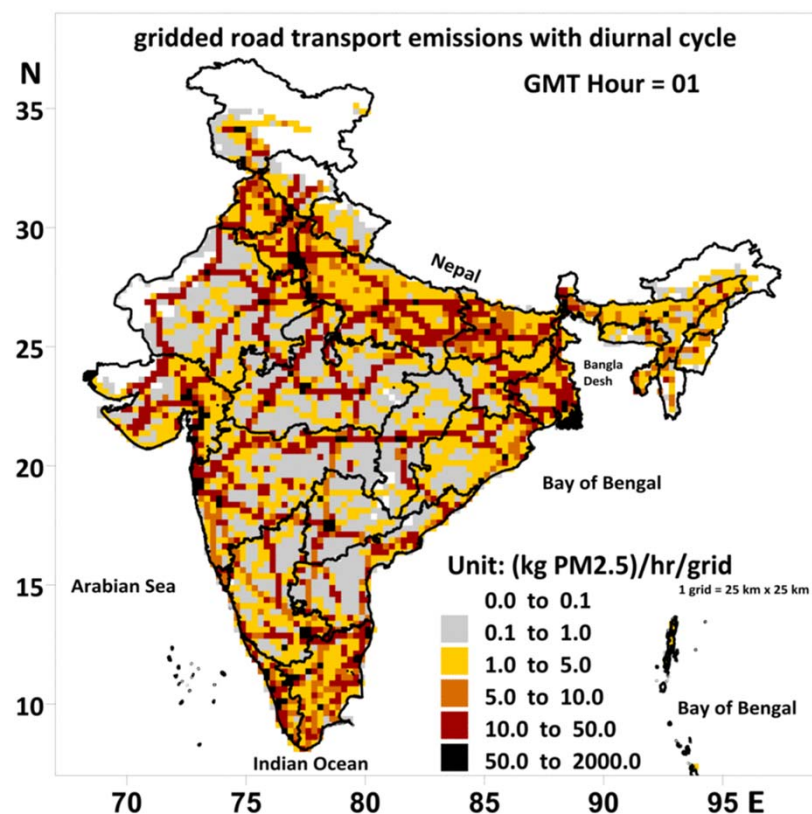 gridded road transport emissions with diurnal cycle
N
GMT Hour = 01
35
30
Nepal
25
Bangla
Desh
20
Bay of Bengal
Unit: (kg PM2.5)/hr/grid
1 grid = 25 km x 25 km
15
Arabian Sea
0.0 to 0.1
0.1 to 1.0
1.0 to 5.0
5.0 to 10.0
10.0 to 50.0
50.0 to 2000.0
10
Bay of Bengal
Indian Ocean
70 75 80 85 90 95 E